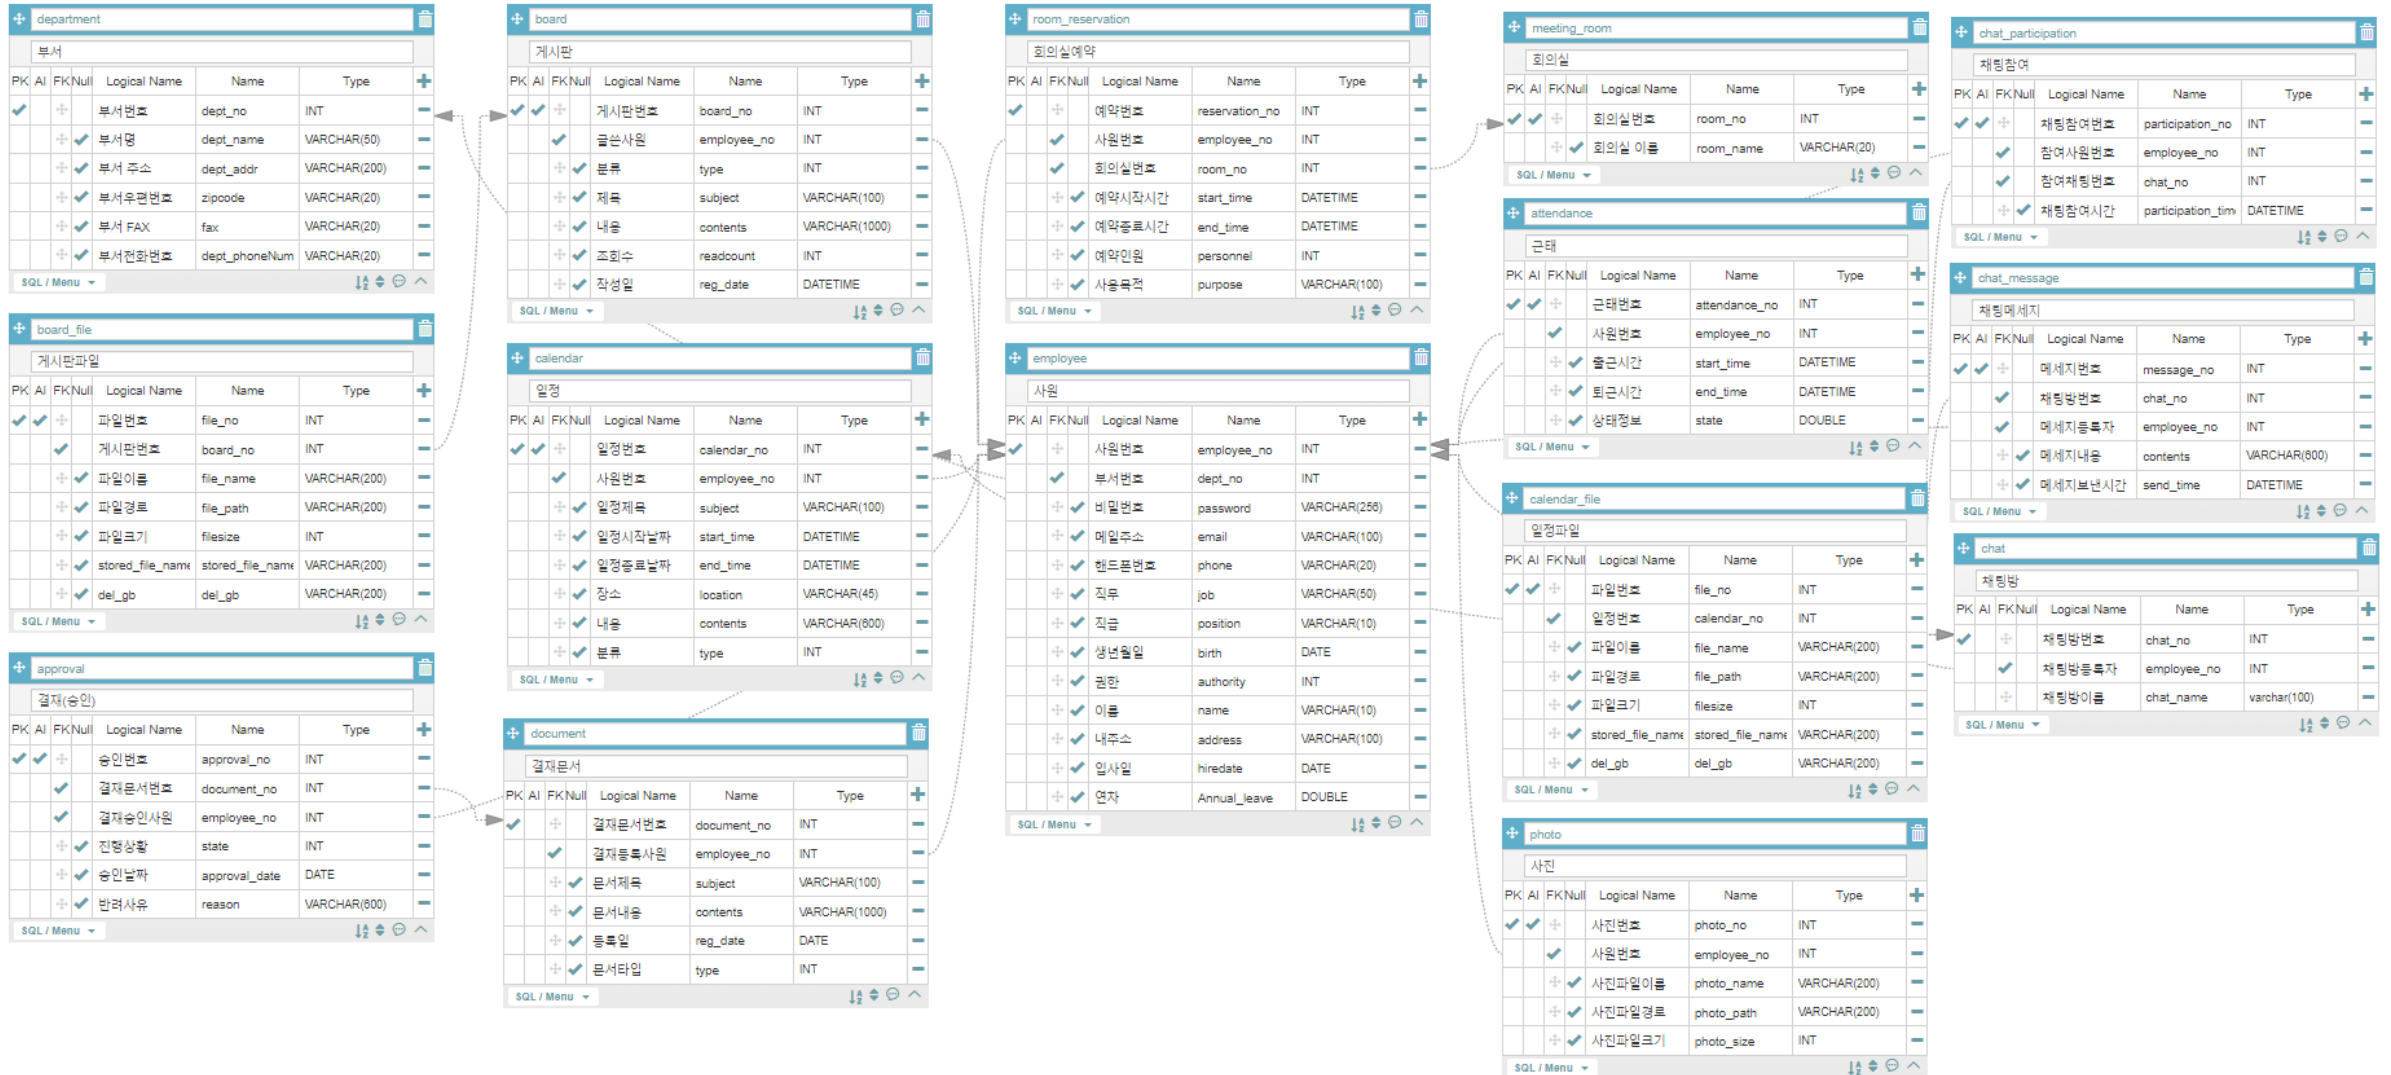 department
부서
PK AI FK Null Logical Name Name Type
부서번호 dept_no INT
부서명 dept_name VARCHAR(50)
부서 주소 dept_addr VARCHAR(200)
부서우편번호 zipcode VARCHAR(20)
부서 FAX fax VARCHAR(20)
부서전화번호 dept_phoneNum VARCHAR(20)
SQL / Menu
board_file
게시판파일
PK AI FK Null Logical Name Name Type
파일번호 file_no INT
게시판번호 board_no INT
파일이름 file_name VARCHAR(200)
파일경로 file_path VARCHAR(200)
파일크기 filesize INT
stored_file_name stored_file_name VARCHAR(200)
del_gb del_gb VARCHAR(200)
SQL / Menu
approval
결재(승인)
PK AI FK Null Logical Name Name Type
승인번호 approval_no INT
결재문서번호 document_no INT
결재승인사원 employee_no INT
진행상황 state INT
승인날짜 approval_date DATE
반려사유 reason VARCHAR(600)
SQL / Menu
board
게시판
PK AI FK Null Logical Name Name Type
게시판번호 board_no INT
글쓴사원 employee_no INT
분류 type INT
제목 subject VARCHAR(100)
내용 contents VARCHAR(1000)
조회수 readcount INT
작성일 reg_date DATETIME
SQL / Menu
calendar
일정
PK AI FK Null Logical Name Name Type
일정번호 calendar_no INT
사원번호 employee_no INT
일정제목 subject VARCHAR(100)
일정시작날짜 start_time DATETIME
일정종료날짜 end_time DATETIME
장소 location VARCHAR(45)
내용 contents VARCHAR(600)
분류 type INT
SQL / Menu
document
결재문서
PK AI FK Null Logical Name Name Type
결재문서번호 document_no INT
결재등록사원 employee_no INT
문서제목 subject VARCHAR(100)
문서내용 contents VARCHAR(1000)
등록일 reg_date DATE
문서타입 type INT
SQL / Menu
room_reservation
회의실예약
PK AI FK Null Logical Name Name Type
예약번호 reservation_no INT
사원번호 employee_no INT
회의실번호 room_no INT
예약시작시간 start_time DATETIME
예약종료시간 end_time DATETIME
예약인원 personnel INT
사용목적 purpose VARCHAR(100)
SQL / Menu
employee
사원
PK AI FK Null Logical Name Name Type
사원번호 employee_no INT
부서번호 dept_no INT
비밀번호 password VARCHAR(256)
메일주소 email VARCHAR(100)
핸드폰번호 phone VARCHAR(20)
직무 job VARCHAR(50)
직급 position VARCHAR(10)
생년월일 birth DATE
권한 authority INT
이름 name VARCHAR(10)
내주소 address VARCHAR(100)
입사일 hiredate DATE
연차 Annual_leave DOUBLE
SQL / Menu
meeting_room
회의실
PK AI FK Null Logical Name Name Type
회의실번호 room_no INT
회의실 이름 room_name VARCHAR(20)
SQL / Menu
attendance
근태
PK AI FK Null Logical Name Name Type
근태번호 attendance_no INT
사원번호 employee_no INT
출근시간 start_time DATETIME
퇴근시간 end_time DATETIME
상태정보 state DOUBLE
SQL / Menu
calendar_file
일정파일
PK AI FK Null Logical Name Name Type
파일번호 file_no INT
일정번호 calendar_no INT
파일이름 file_name VARCHAR(200)
파일경로 file_path VARCHAR(200)
파일크기 filesize INT
stored_file_name stored_file_name VARCHAR(200)
del_gb del_gb VARCHAR(200)
SQL / Menu
photo
사진
PK AI FK Null Logical Name Name Type
사진번호 photo_no INT
사원번호 employee_no INT
사진파일이름 photo_name VARCHAR(200)
사진파일경로 photo_path VARCHAR(200)
사진파일크기 photo_size INT
SQL / Menu
chat_participation
채팅참여
PK AI FK Null Logical Name Name Type
채팅참여번호 participation_no INT
참여사원번호 employee_no INT
참여채팅번호 chat_no INT
채팅참여시간 participation_tim DATETIME
SQL / Menu
chat_message
채팅메세지
PK AI FK Null Logical Name Name Type
메세지번호 message_no INT
채팅방번호 chat_no INT
메세지등록자 employee_no INT
메세지내용 contents VARCHAR(600)
메세지보낸시간 send_time DATETIME
SQL / Menu
chat
채팅방
PK AI FK Null Logical Name Name Type
채팅방번호 chat_no INT
채팅방등록자 employee_no INT
채팅방이름 chat_name varchar(100)
SQL / Menu